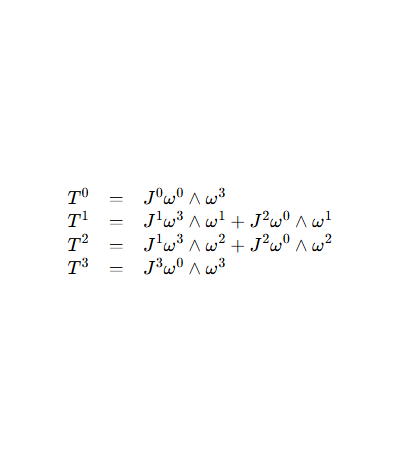 T⁰ = J⁰ω⁰ ∧ ω³
T¹ = J¹ω³ ∧ ω¹ + J²ω⁰ ∧ ω¹
T² = J¹ω³ ∧ ω² + J²ω⁰ ∧ ω²
T³ = J³ω⁰ ∧ ω³